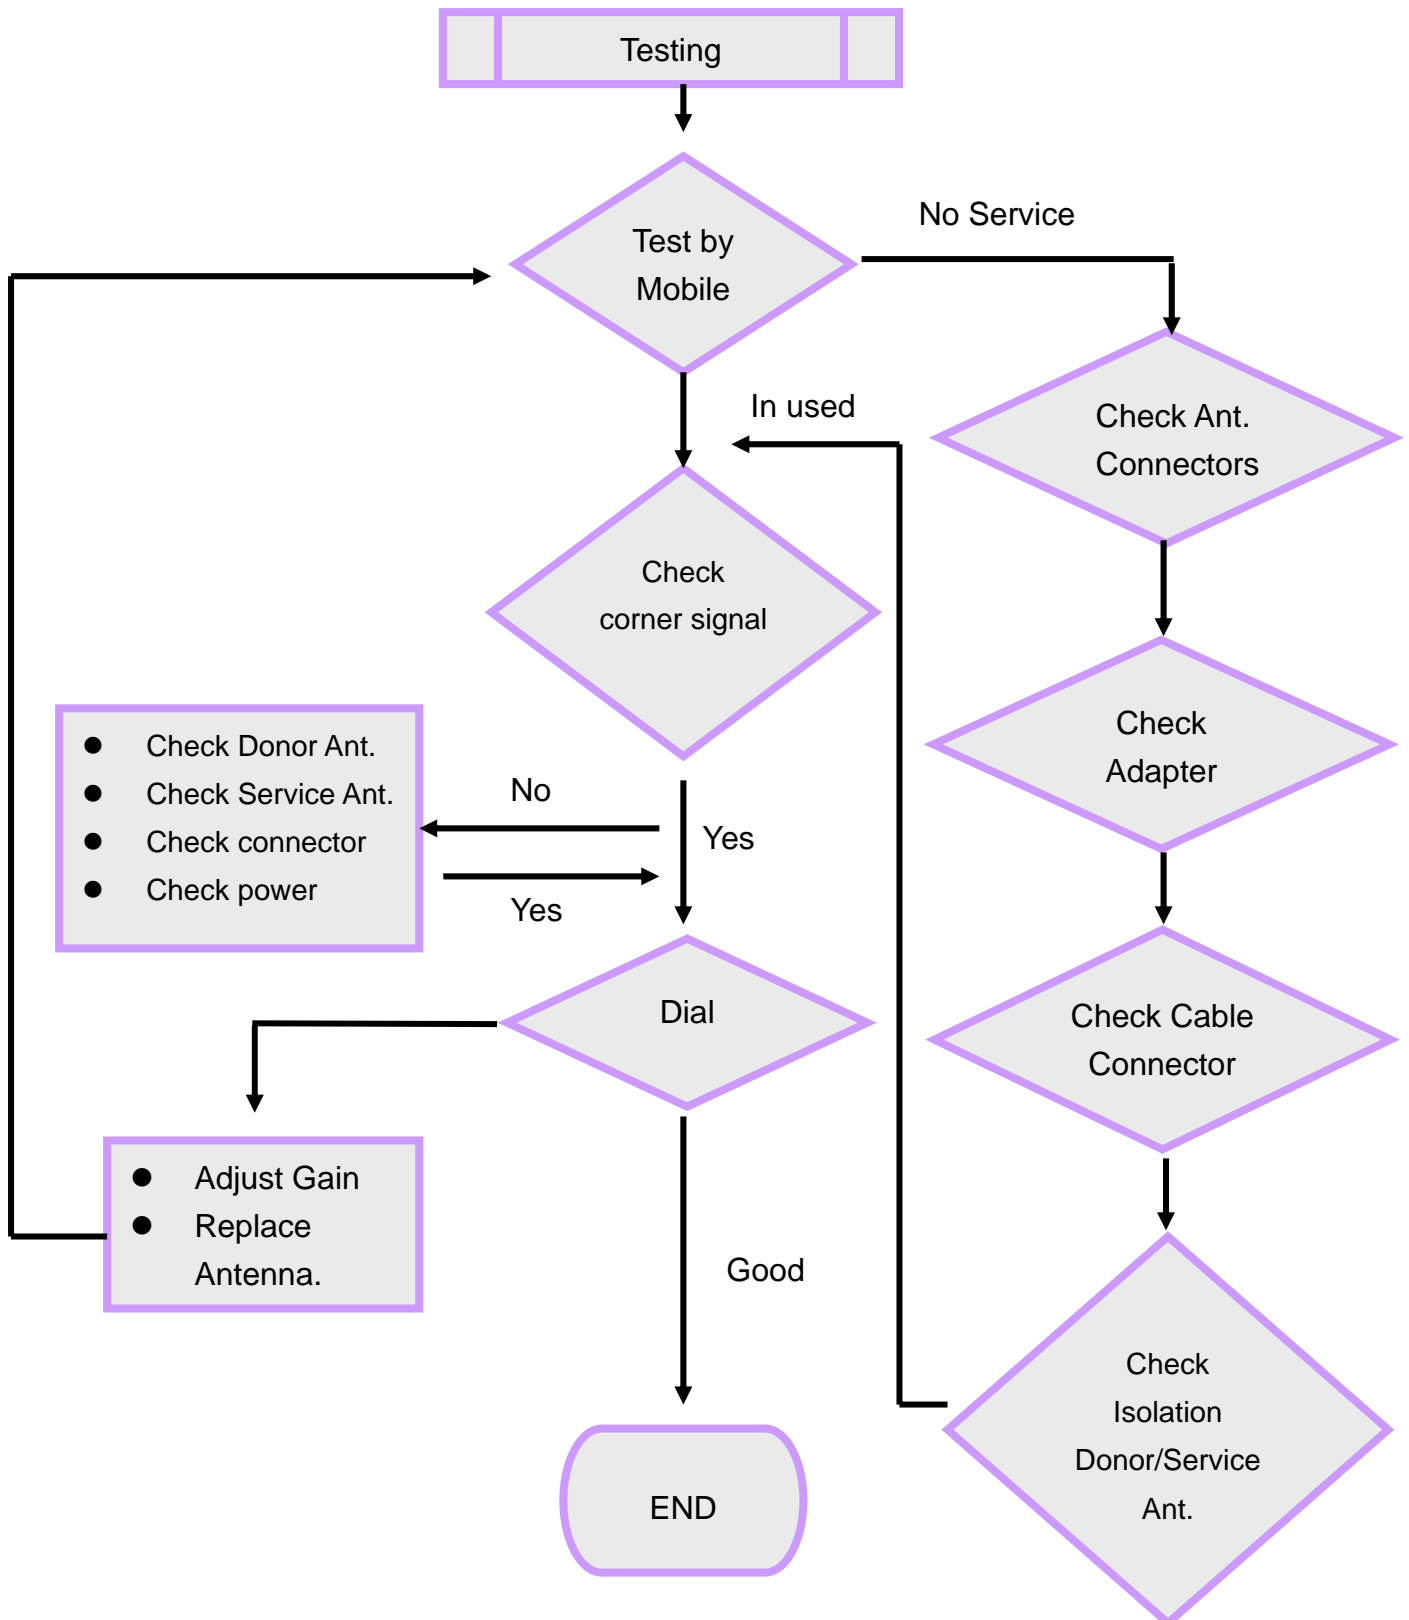 Testing
No Service
Test by
Mobile
In used
Check Ant.
Connectors
Check
corner signal
Check
Adapter
● Check Donor Ant.
● Check Service Ant.
● Check connector
● Check power
No
Yes
Yes
Dial
Check Cable
Connector
● Adjust Gain
● Replace
Antenna.
Good
Check
Isolation
Donor/Service
Ant.
END